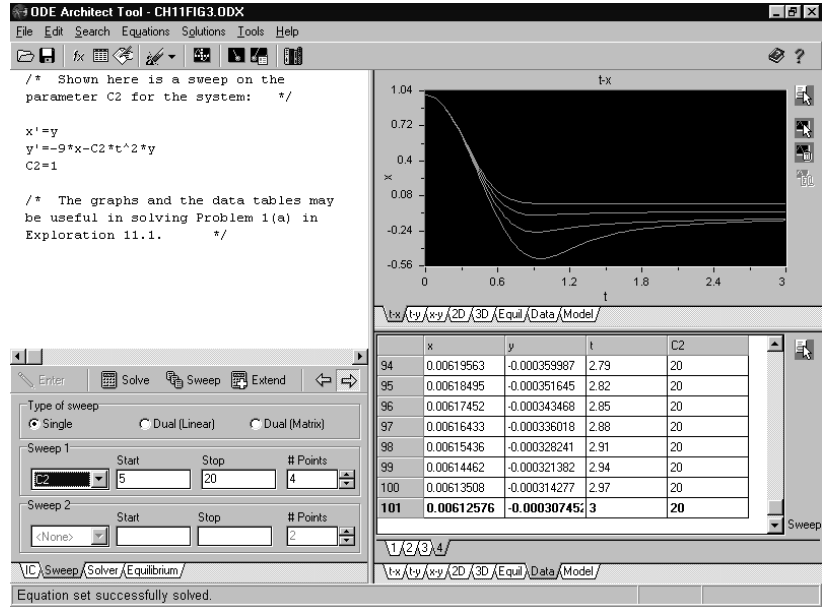 ODE Architect Tool - CH11FIG3.ODX
File Edit Search Equations Solutions Tools Help
/* Shown here is a sweep on the
parameter C2 for the system: */
x'=y
y'=-9*x-C2*t^2*y
C2=1
/* The graphs and the data tables may
be useful in solving Problem 1(a) in
Exploration 11.1. */
Enter Solve Sweep Extend
Type of sweep
Single Dual (Linear) Dual (Matrix)
Sweep 1
Start Stop # Points
C2 5 20 4
Sweep 2
Start Stop # Points
<None> 2
IC Sweep Solver Equilibrium
t-x
1.04
0.72
0.4
x
0.08
-0.24
-0.56
0 0.6 1.2 1.8 2.4 3
t
t-x t-y x-y 2D 3D Equil Data Model
x y t C2
94 0.00619563 -0.000359987 2.79 20
95 0.00618495 -0.000351645 2.82 20
96 0.00617452 -0.000343468 2.85 20
97 0.00616433 -0.000336018 2.88 20
98 0.00615436 -0.000328241 2.91 20
99 0.00614462 -0.000321382 2.94 20
100 0.00613508 -0.000314277 2.97 20
101 0.00612576 -0.000307452 3 20
Sweep
1 2 3 4
t-x t-y x-y 2D 3D Equil Data Model
Equation set successfully solved.